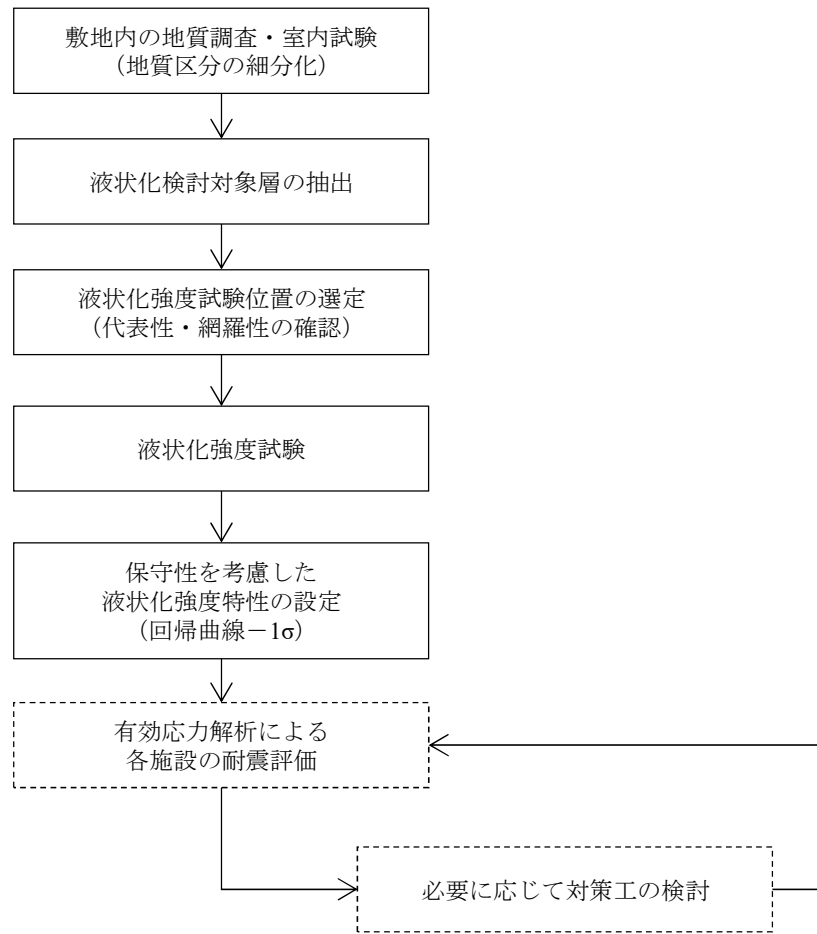 敷地内の地質調査・室内試験
（地質区分の細分化）
液状化検討対象層の抽出
液状化強度試験位置の選定
（代表性・網羅性の確認）
液状化強度試験
保守性を考慮した
液状化強度特性の設定
（回帰曲線－1σ）
有効応力解析による
各施設の耐震評価
必要に応じて対策工の検討